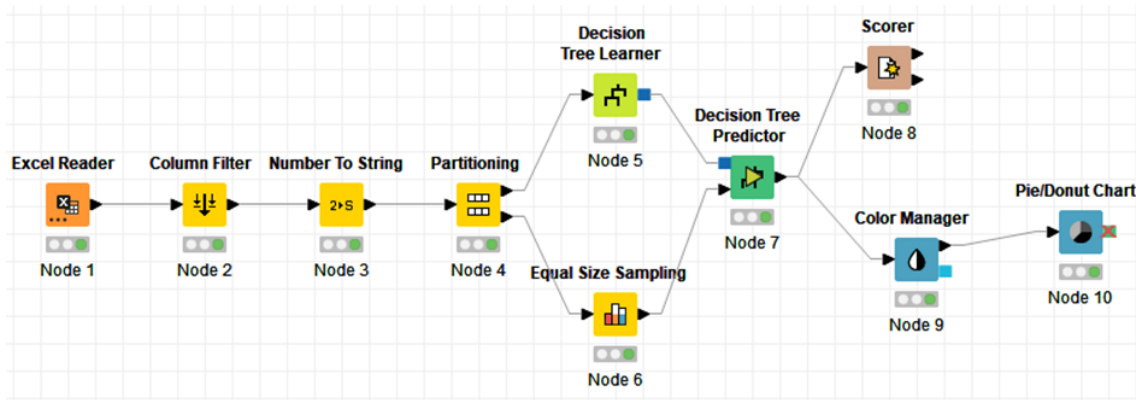 Excel Reader
Node 1
Column Filter
Node 2
Number To String
2▸S
Node 3
Partitioning
Node 4
Decision
Tree Learner
Node 5
Equal Size Sampling
Node 6
Decision Tree
Predictor
Node 7
Scorer
Node 8
Color Manager
Node 9
Pie/Donut Chart
Node 10